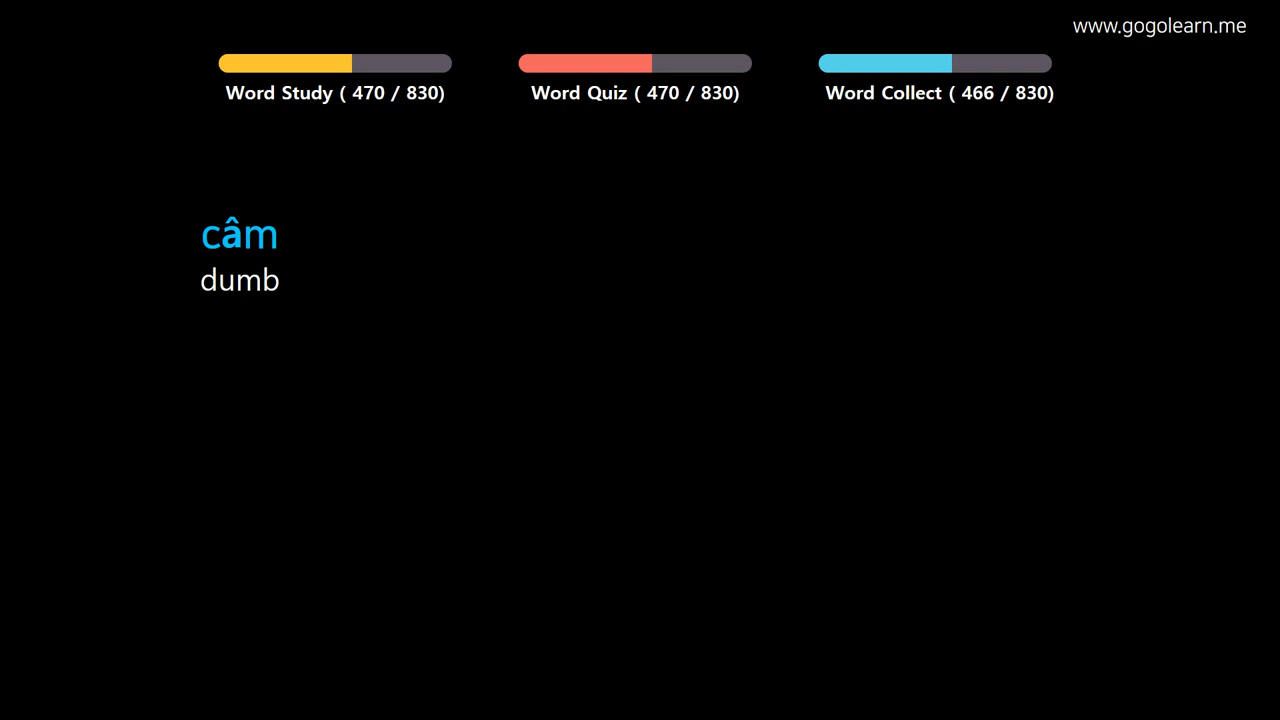 www.gogolearn.me
Word Study ( 470 / 830)
Word Quiz ( 470 / 830)
Word Collect ( 466 / 830)
câm
dumb